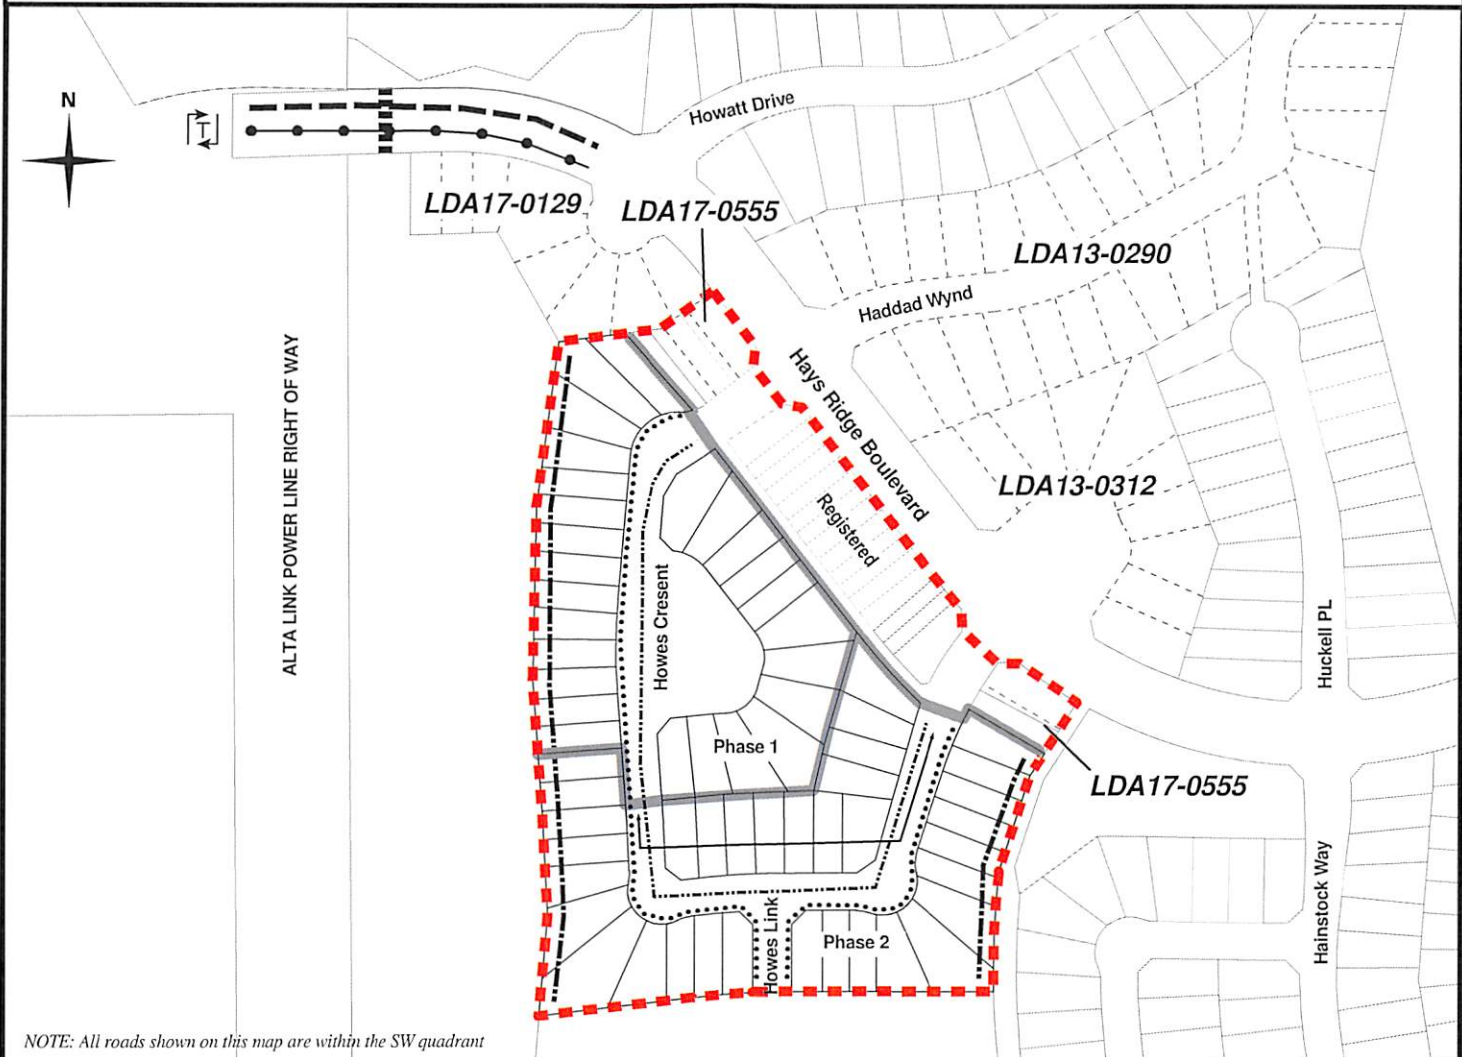 N
T
Howatt Drive
LDA17-0129
LDA17-0555
LDA13-0290
Haddad Wynd
Hays Ridge Boulevard
ALTA LINK POWER LINE RIGHT OF WAY
LDA13-0312
Registered
Howes Cresent
Huckell PL
Phase 1
LDA17-0555
Hainstock Way
Howes Link
Phase 2
NOTE: All roads shown on this map are within the SW quadrant